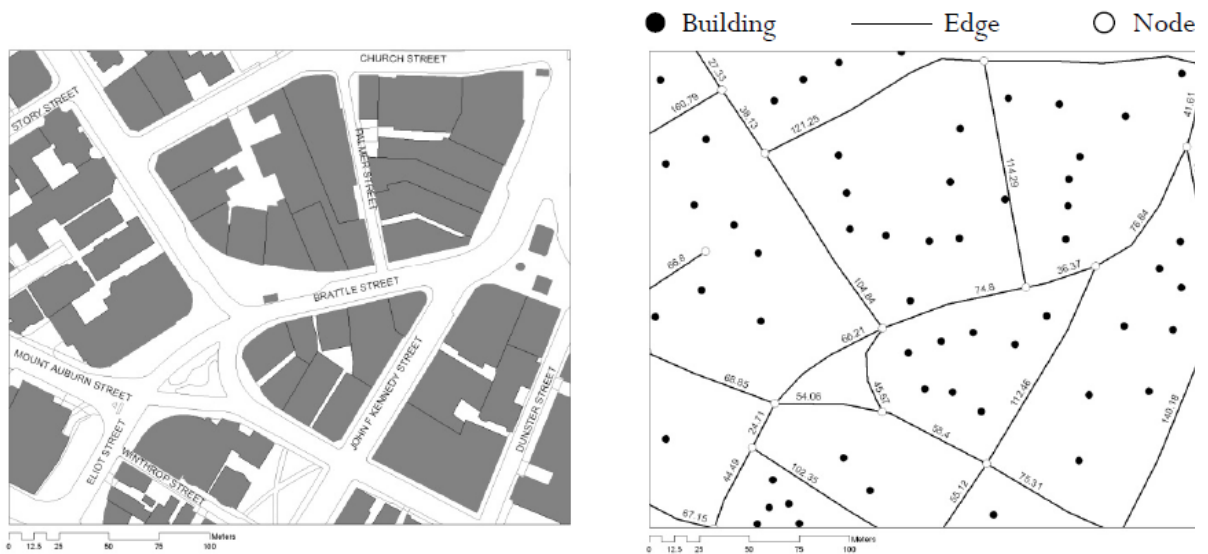 Building Edge Node
CHURCH STREET
STORY STREET
PALMER STREET
BRATTLE STREET
MOUNT AUBURN STREET
JOHN F KENNEDY STREET
DUNSTER STREET
ELIOT STREET
WINTHROP STREET
Meters
0 12.5 25 50 75 100
27.33
160.79
38.13
121.25
41.61
114.29
76.84
68.8
104.84
36.37
74.8
60.21
68.85
54.06
45.92
112.46
24.71
58.4
140.18
44.49
102.35
75.31
55.12
67.15
Meters
0 12.5 25 50 75 100